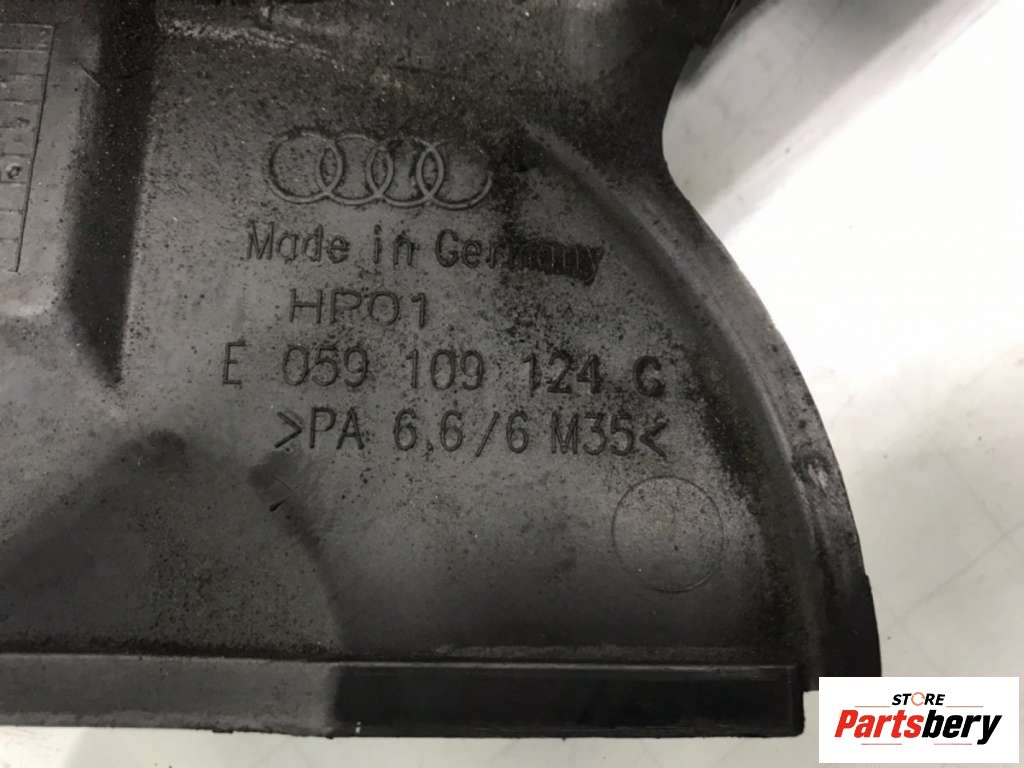 Made in Germany
HP01
E 059 109 124 G
>PA 6.6/6 M35<
STORE
Partsbery